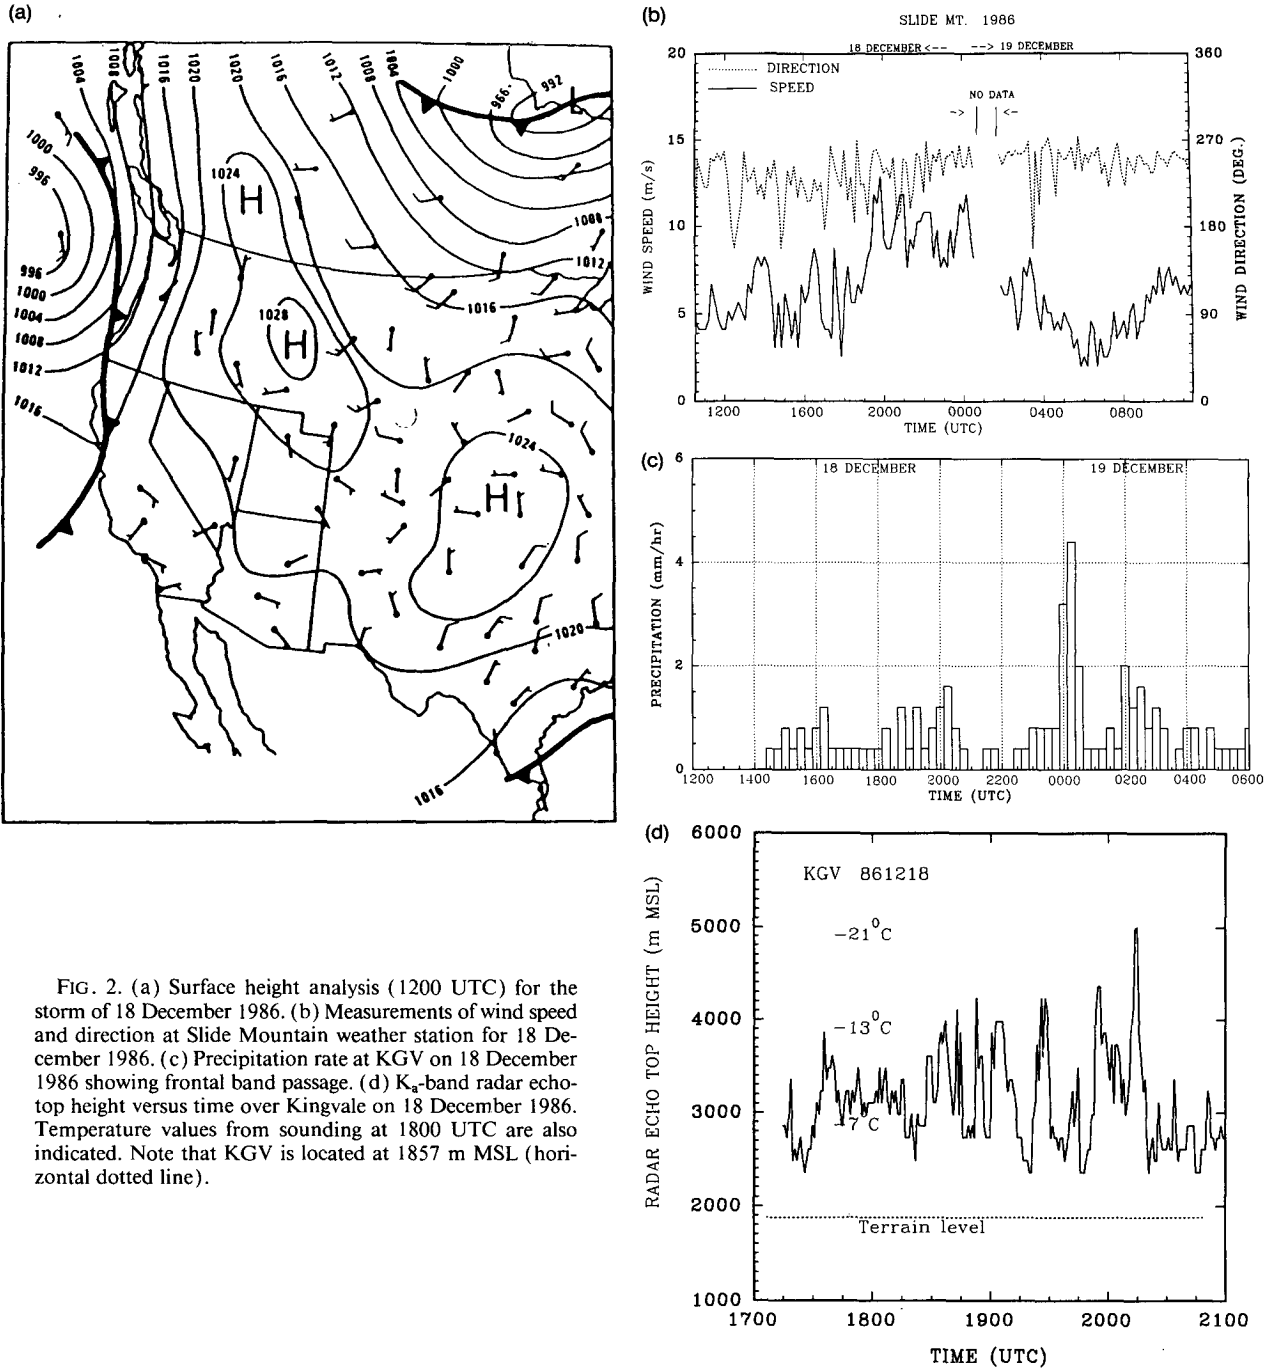 (a)
1004
1008
1016
1020
1020
1016
1012
1008
1004
1000
992
996
L
1000
996
1024
H
1008
996
1000
1004
1008
1012
1016
1012
1016
1028
H
1024
H
1020
1016
(b)
SLIDE MT. 1986
18 DECEMBER <-- --> 19 DECEMBER
DIRECTION
SPEED
NO DATA
-> <-
20
15
10
5
0
WIND SPEED (m/s)
360
270
180
90
0
WIND DIRECTION (DEG.)
1200 1600 2000 0000 0400 0800
TIME (UTC)
(c)
18 DECEMBER 19 DECEMBER
6
4
2
0
PRECIPITATION (mm/hr)
1200 1400 1600 1800 2000 2200 0000 0200 0400 0600
TIME (UTC)
(d)
KGV 861218
-21°C
-13°C
-7°C
Terrain level
6000
5000
4000
3000
2000
1000
RADAR ECHO TOP HEIGHT (m MSL)
1700 1800 1900 2000 2100
TIME (UTC)
FIG. 2. (a) Surface height analysis (1200 UTC) for the
storm of 18 December 1986. (b) Measurements of wind speed
and direction at Slide Mountain weather station for 18 De-
cember 1986. (c) Precipitation rate at KGV on 18 December
1986 showing frontal band passage. (d) Ka-band radar echo-
top height versus time over Kingvale on 18 December 1986.
Temperature values from sounding at 1800 UTC are also
indicated. Note that KGV is located at 1857 m MSL (hori-
zontal dotted line).